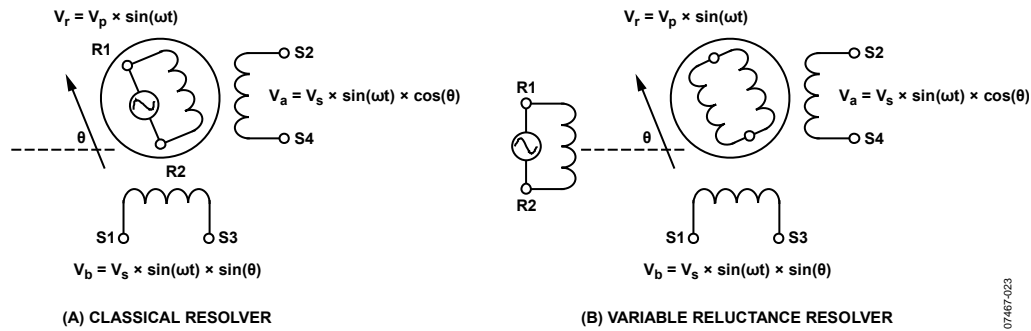 V_r = V_p × sin(ωt)
R1
S2
V_a = V_s × sin(ωt) × cos(θ)
S4
θ
R2
S1
S3
V_b = V_s × sin(ωt) × sin(θ)
(A) CLASSICAL RESOLVER
V_r = V_p × sin(ωt)
S2
R1
V_a = V_s × sin(ωt) × cos(θ)
S4
θ
R2
S1
S3
V_b = V_s × sin(ωt) × sin(θ)
(B) VARIABLE RELUCTANCE RESOLVER
07467-023